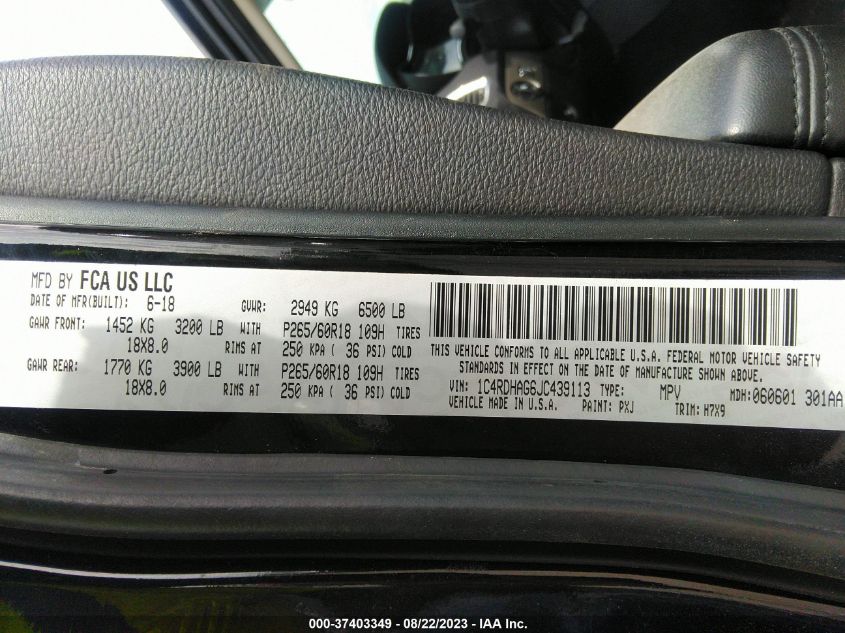 MFD BY FCA US LLC
DATE OF MFR(BUILT): 6-18 GVWR: 2949 KG 6500 LB
GAWR FRONT: 1452 KG 3200 LB WITH P265/60R18 109H TIRES
18X8.0 RIMS AT 250 KPA ( 36 PSI) COLD
GAWR REAR: 1770 KG 3900 LB WITH P265/60R18 109H TIRES
18X8.0 RIMS AT 250 KPA ( 36 PSI) COLD
THIS VEHICLE CONFORMS TO ALL APPLICABLE U.S.A. FEDERAL MOTOR VEHICLE SAFETY
STANDARDS IN EFFECT ON THE DATE OF MANUFACTURE SHOWN ABOVE.
VIN: 1C4RDHAG6JC439113 TYPE: MPV MDH:060601 301AA
VEHICLE MADE IN U.S.A. PAINT: PXJ TRIM: H7X9
000-37403349 - 08/22/2023 - IAA Inc.